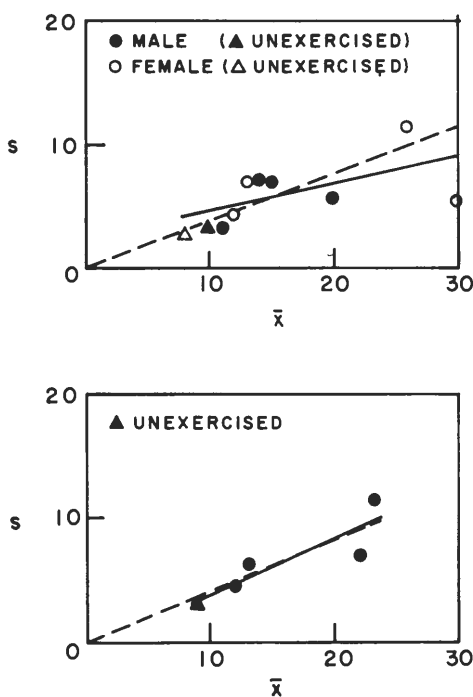 20
● MALE (▲ UNEXERCISED)
○ FEMALE (△ UNEXERCISED)
S
10
0
10 20 30
x̄
20
▲ UNEXERCISED
S
10
0
10 20 30
x̄